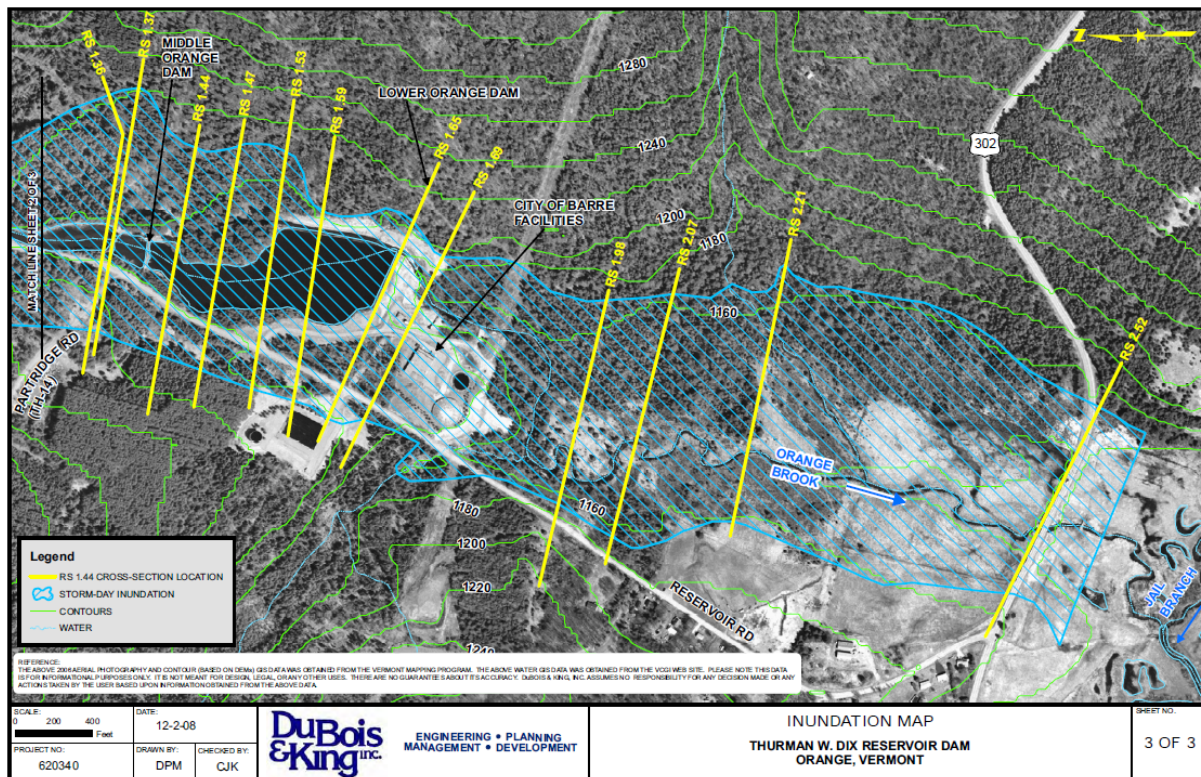 RS 1.36
RS 1.37
MIDDLE
ORANGE
DAM
RS 1.44
RS 1.47
RS 1.53
RS 1.59
LOWER ORANGE DAM
RS 1.65
RS 1.69
CITY OF BARRE
FACILITIES
1280
1240
1200
1180
302
Z
RS 1.98
RS 2.07
RS 2.21
1160
RS 2.52
MATCH LINE SHEET 2 OF 3
PARTRIDGE RD
(TH-14)
ORANGE
BROOK
1180
1160
1200
1220
1240
RESERVOIR RD
JAIL
BRANCH
Legend
RS 1.44 CROSS-SECTION LOCATION
STORM-DAY INUNDATION
CONTOURS
WATER
REFERENCE:
THE ABOVE 2006 AERIAL PHOTOGRAPHY AND CONTOUR (BASED ON DEMs) GIS DATA WAS OBTAINED FROM THE VERMONT MAPPING PROGRAM. THE ABOVE WATER GIS DATA WAS OBTAINED FROM THE VCGI WEB SITE. PLEASE NOTE THIS DATA
IS FOR INFORMATIONAL PURPOSES ONLY. IT IS NOT MEANT FOR DESIGN, LEGAL, OR ANY OTHER USES. THERE ARE NO GUARANTEES ABOUT ITS ACCURACY. DuBOIS & KING, INC. ASSUMES NO RESPONSIBILITY FOR ANY DECISION MADE OR ANY
ACTIONS TAKEN BY THE USER BASED UPON INFORMATION OBTAINED FROM THE ABOVE DATA.
SCALE:
0 200 400
Feet
DATE:
12-2-08
PROJECT NO:
620340
DRAWN BY:
DPM
CHECKED BY:
CJK
DuBois
&King inc.
ENGINEERING • PLANNING
MANAGEMENT • DEVELOPMENT
INUNDATION MAP
THURMAN W. DIX RESERVOIR DAM
ORANGE, VERMONT
SHEET NO.
3 OF 3